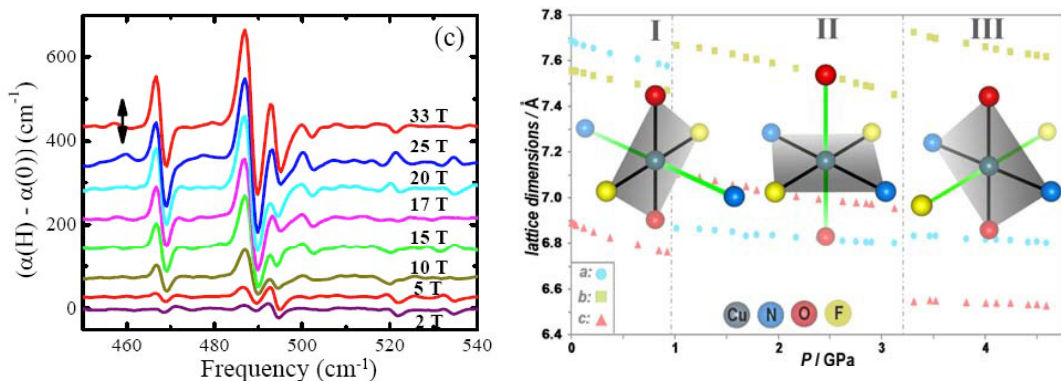 (c)
(α(H) - α(0)) (cm⁻¹)
600
400
200
0
33 T
25 T
20 T
17 T
15 T
10 T
5 T
2 T
460 480 500 520 540
Frequency (cm⁻¹)
lattice dimensions / Å
7.8
7.6
7.4
7.2
7.0
6.8
6.6
6.4
I II III
a:
b:
c:
Cu N O F
0 1 2 3 4
P / GPa